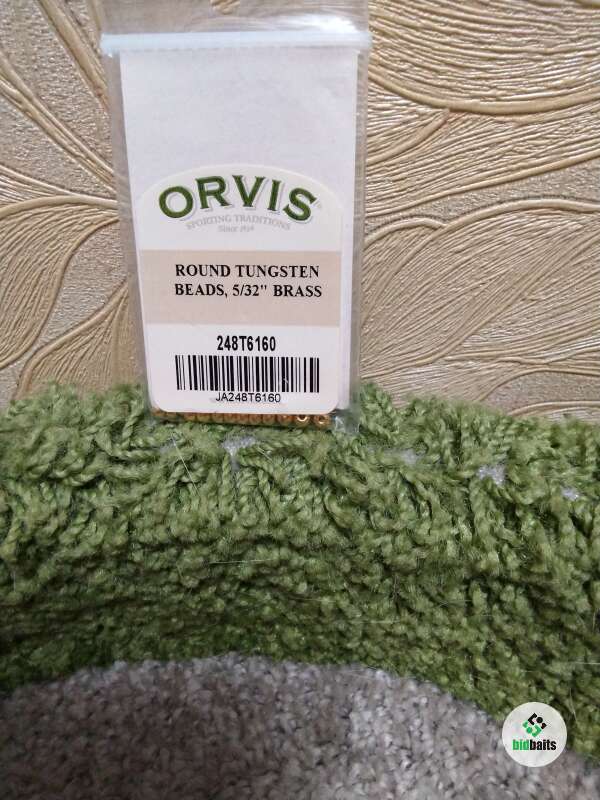 ORVIS
SPORTING TRADITIONS
Since 1856
ROUND TUNGSTEN
BEADS, 5/32" BRASS
248T6160
JA248T6160
bidbaits